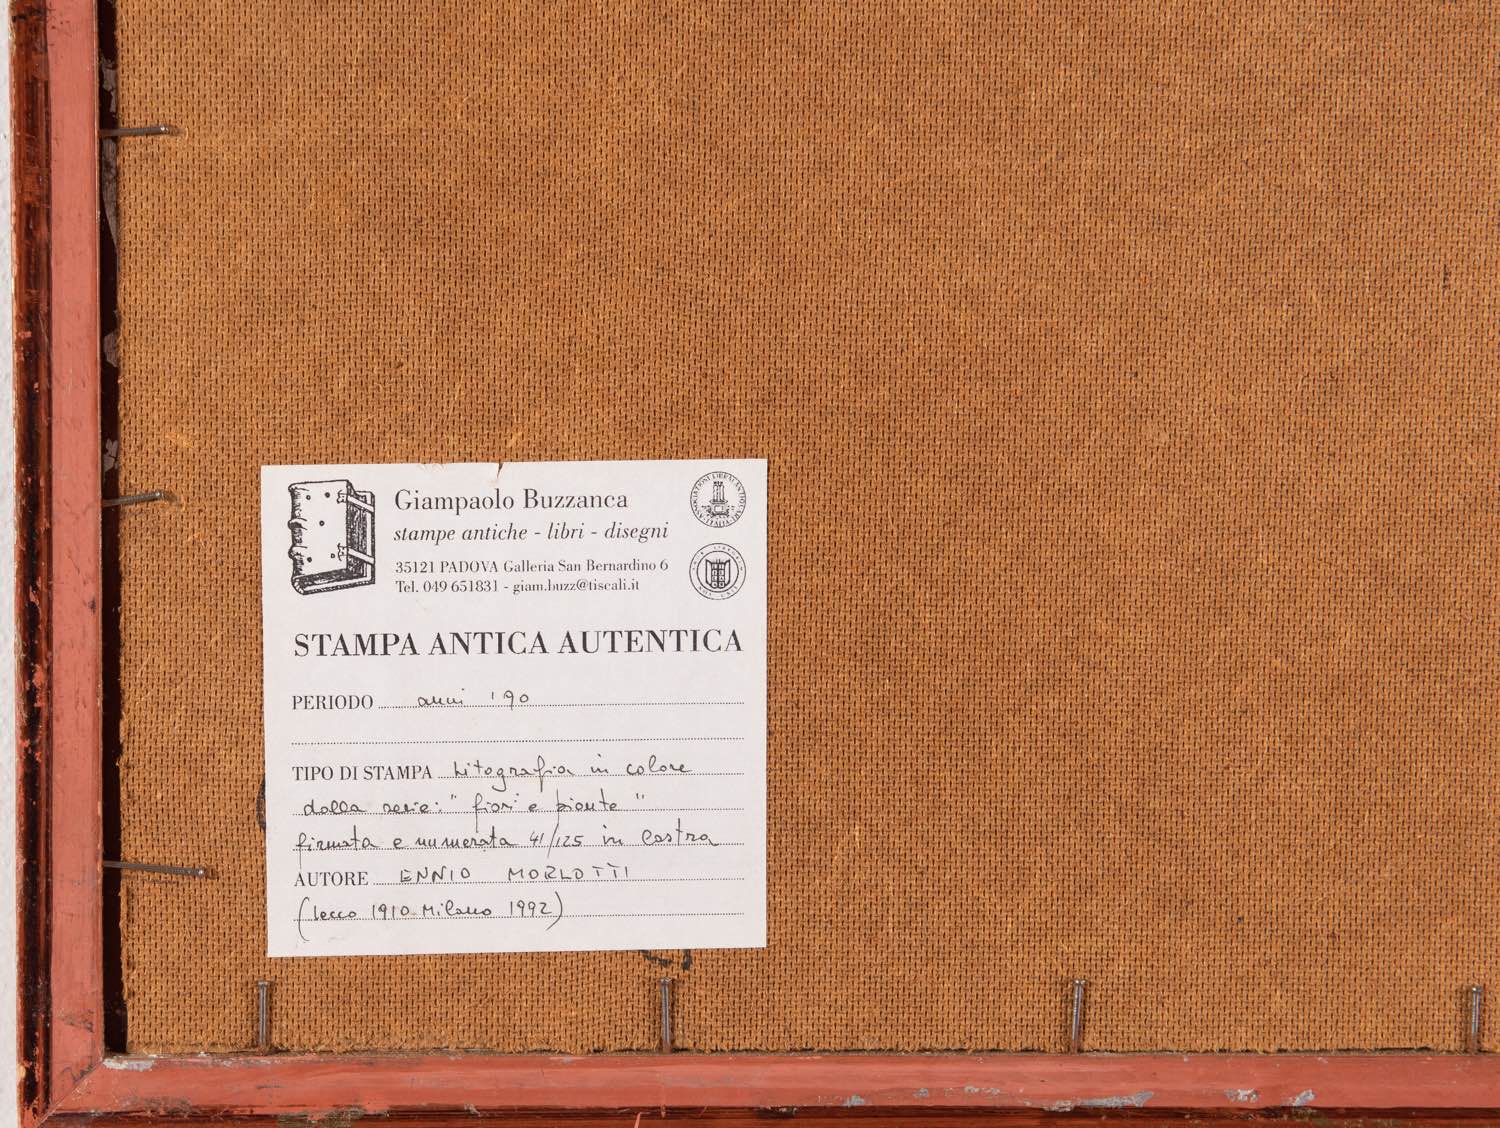 Giampaolo Buzzanca
stampe antiche - libri - disegni
35121 PADOVA Galleria San Bernardino 6
Tel. 049 651831 - giam.buzz@tiscali.it
STAMPA ANTICA AUTENTICA
PERIODO anni '90
TIPO DI STAMPA Litografia in colore
dalla serie: "fiori e piante"
firmata e numerata 41/125 in lastra
AUTORE ENNIO MORLOTTI
(Lecco 1910 - Milano 1992)